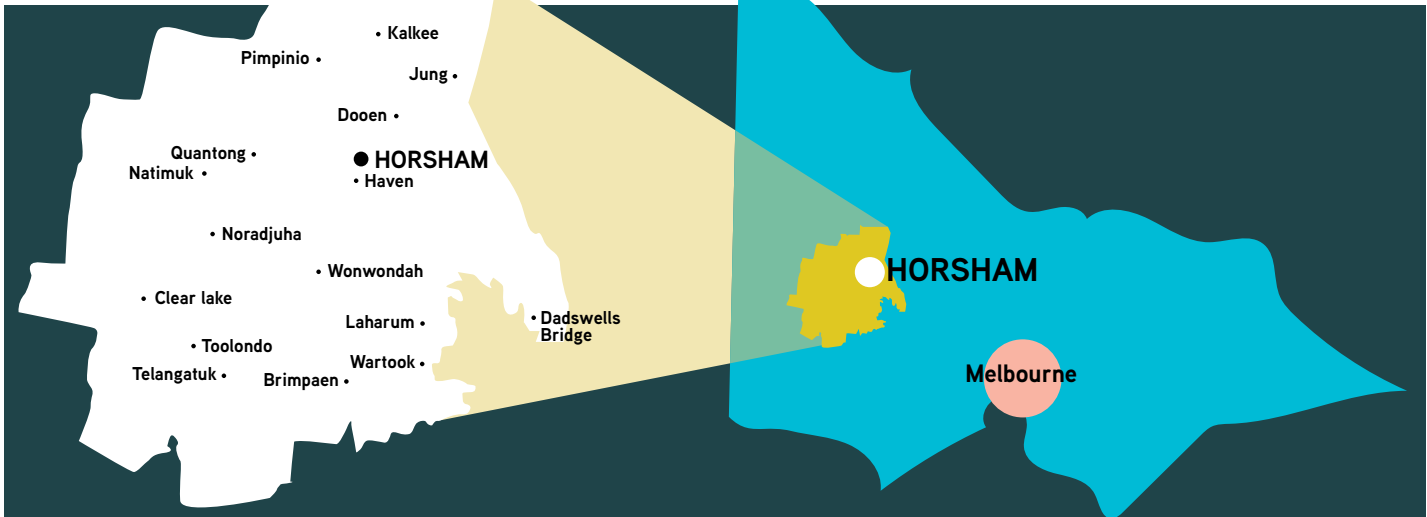 Kalkee
Pimpinio
Jung
Dooen
Quantong
HORSHAM
Natimuk
Haven
Noradjuha
Wonwondah
Clear lake
Laharum
Dadswells
Bridge
Toolondo
Wartook
Telangatuk
Brimpaen
HORSHAM
Melbourne